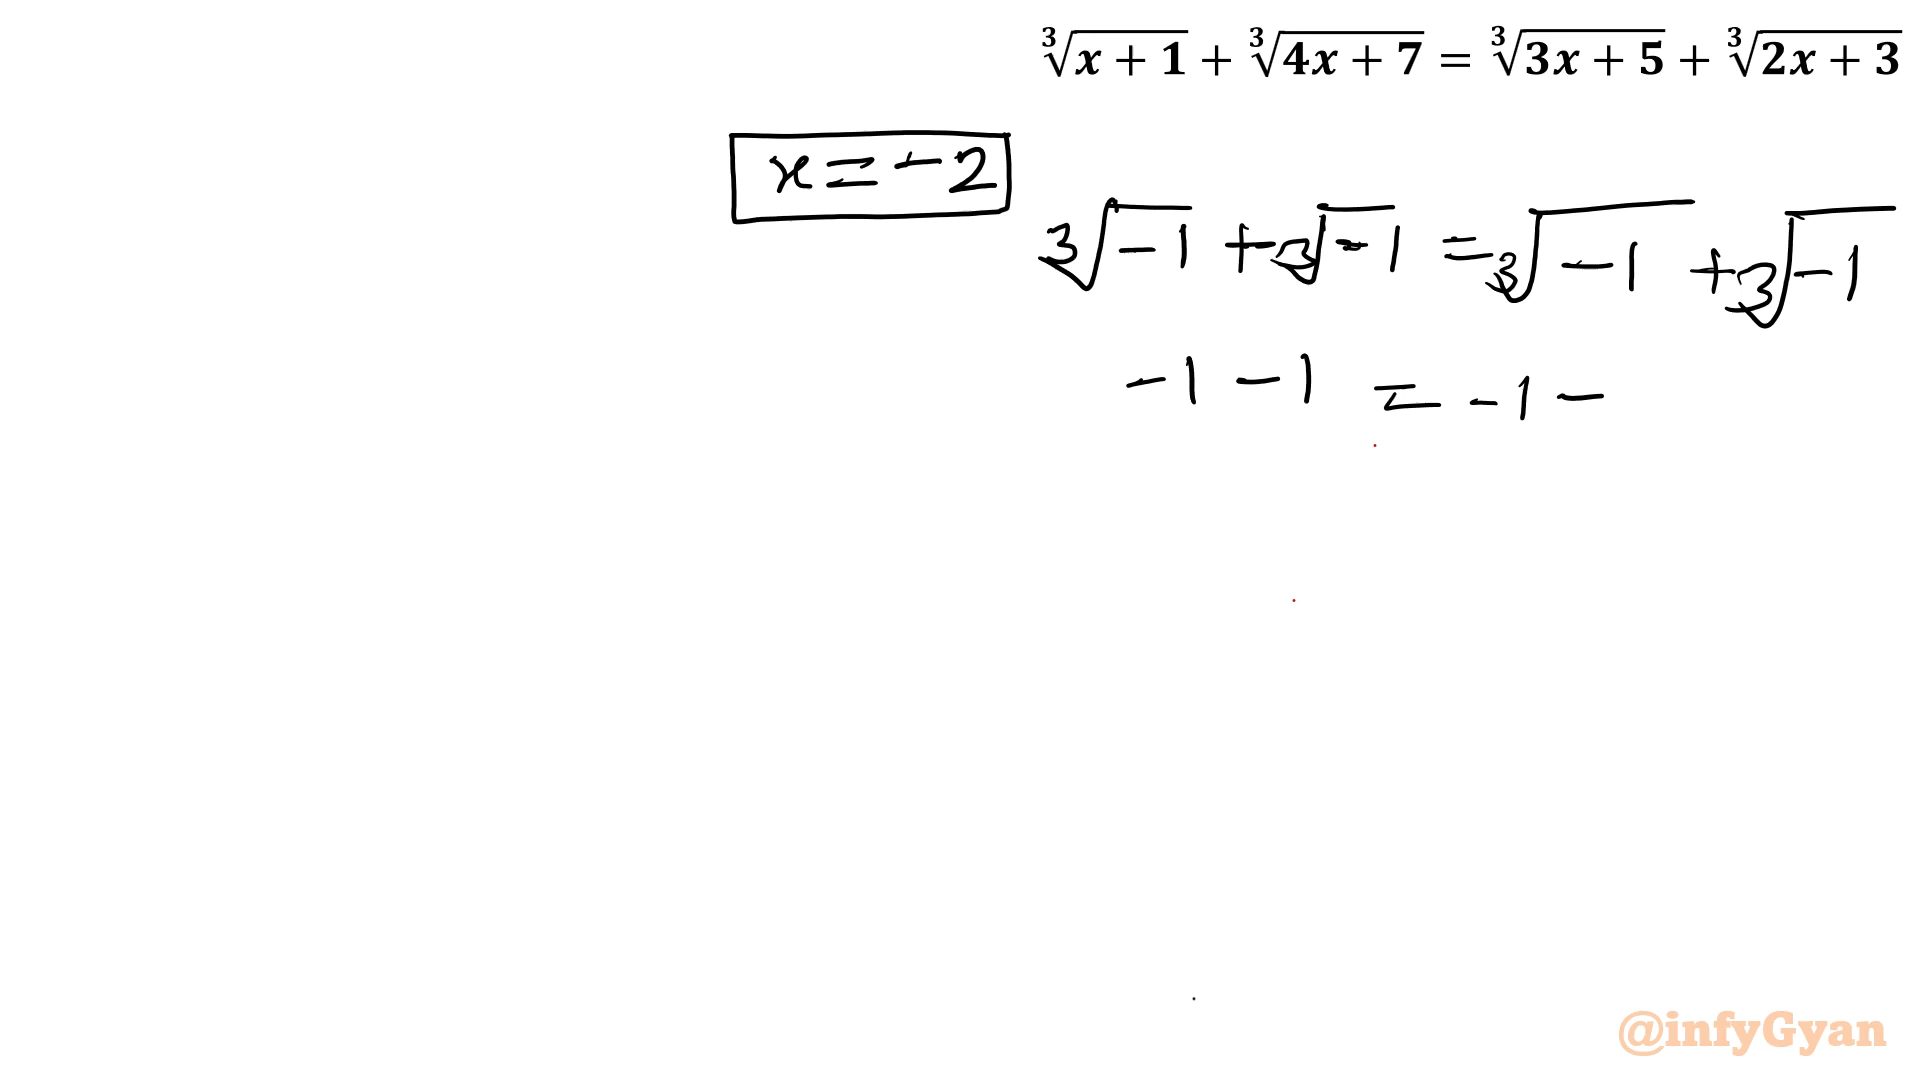 ∛(x + 1) + ∛(4x + 7) = ∛(3x + 5) + ∛(2x + 3)
x = -2
∛-1 + ∛-1 = ∛-1 + ∛-1
-1 -1 = -1 -
@infyGyan